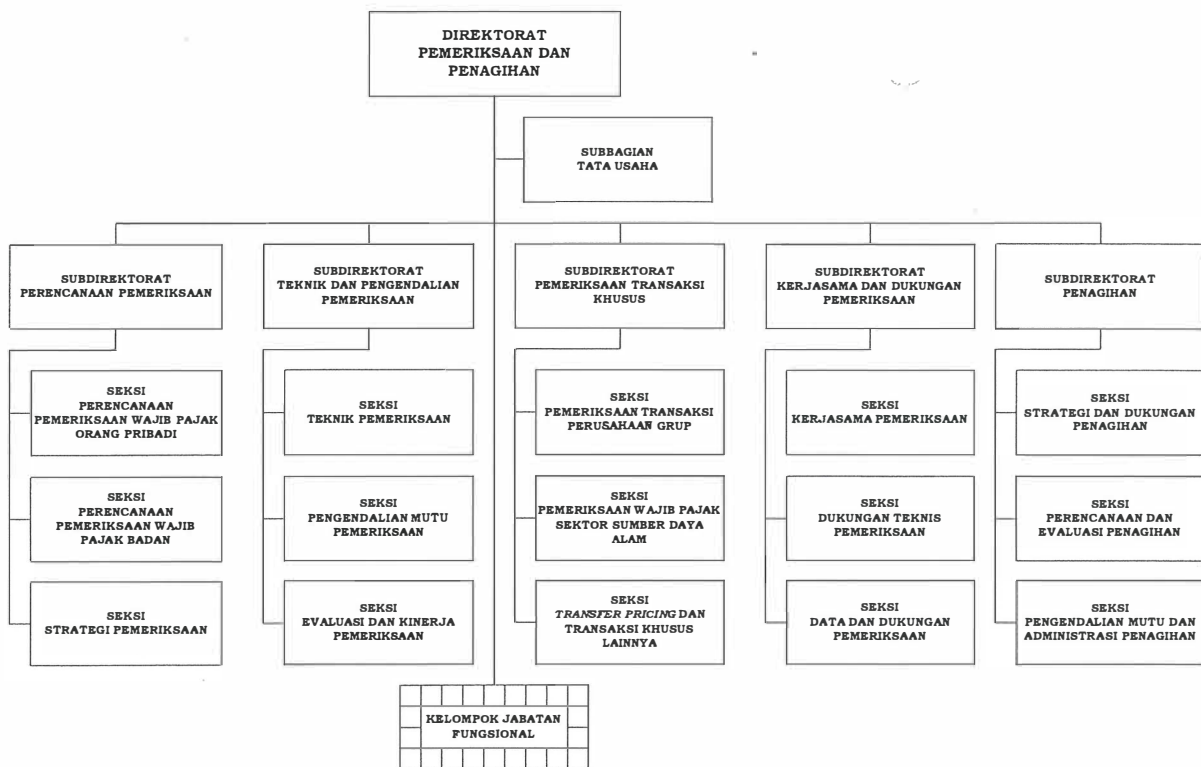 DIREKTORAT
PEMERIKSAAN DAN
PENAGIHAN
SUBBAGIAN
TATA USAHA
SUBDIREKTORAT
PERENCANAAN PEMERIKSAAN
SUBDIREKTORAT
TEKNIK DAN PENGENDALIAN
PEMERIKSAAN
SUBDIREKTORAT
PEMERIKSAAN TRANSAKSI
KHUSUS
SUBDIREKTORAT
KERJASAMA DAN DUKUNGAN
PEMERIKSAAN
SUBDIREKTORAT
PENAGIHAN
SEKSI
PERENCANAAN
PEMERIKSAAN WAJIB PAJAK
ORANG PRIBADI
SEKSI
TEKNIK PEMERIKSAAN
SEKSI
PEMERIKSAAN TRANSAKSI
PERUSAHAAN GRUP
SEKSI
KERJASAMA PEMERIKSAAN
SEKSI
STRATEGI DAN DUKUNGAN
PENAGIHAN
SEKSI
PERENCANAAN
PEMERIKSAAN WAJIB
PAJAK BADAN
SEKSI
PENGENDALIAN MUTU
PEMERIKSAAN
SEKSI
PEMERIKSAAN WAJIB PAJAK
SEKTOR SUMBER DAYA
ALAM
SEKSI
DUKUNGAN TEKNIS
PEMERIKSAAN
SEKSI
PERENCANAAN DAN
EVALUASI PENAGIHAN
SEKSI
STRATEGI PEMERIKSAAN
SEKSI
EVALUASI DAN KINERJA
PEMERIKSAAN
SEKSI
TRANSFER PRICING DAN
TRANSAKSI KHUSUS
LAINNYA
SEKSI
DATA DAN DUKUNGAN
PEMERIKSAAN
SEKSI
PENGENDALIAN MUTU DAN
ADMINISTRASI PENAGIHAN
KELOMPOK JABATAN
FUNGSIONAL